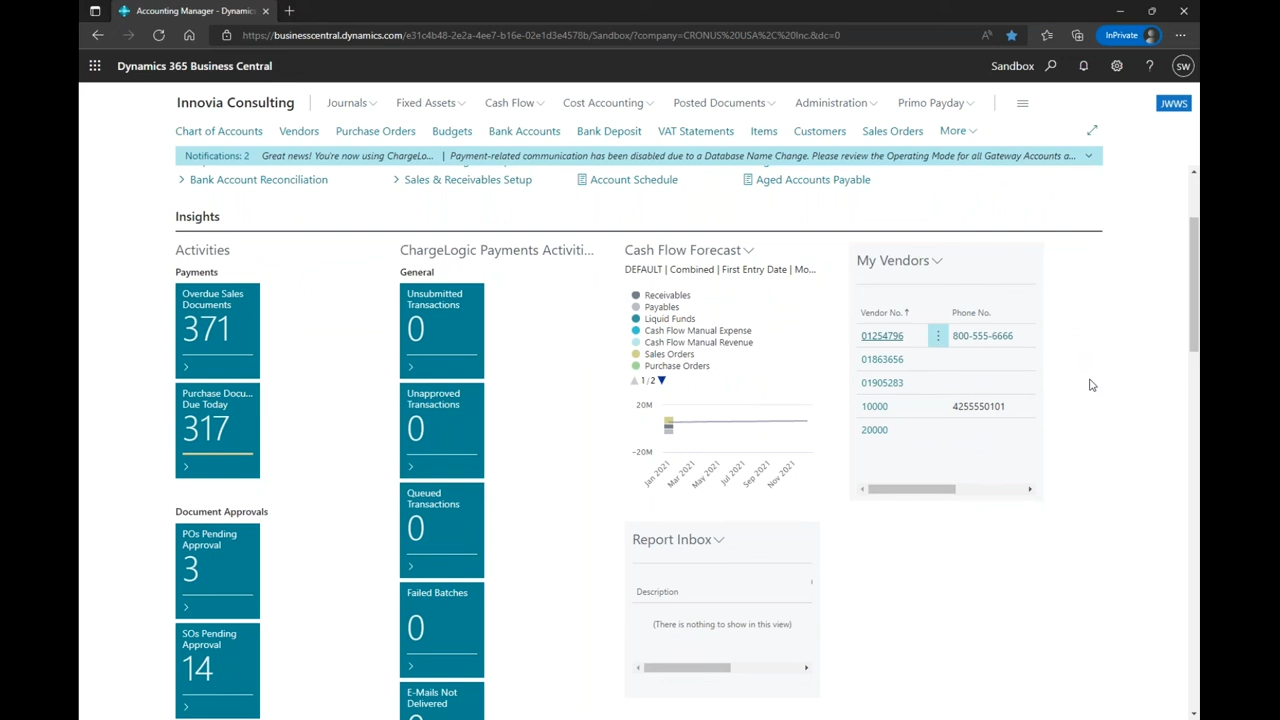 Accounting Manager - Dynamic
https://businesscentral.dynamics.com/e31c4b48-2e2a-4ee7-b16e-02e1d3e4578b/Sandbox/?company=CRONUS%20USA%2C%20Inc.&dc=0
InPrivate
Dynamics 365 Business Central
Sandbox
SW
Innovia Consulting
Journals
Fixed Assets
Cash Flow
Cost Accounting
Posted Documents
Administration
Primo Payday
JWWS
Chart of Accounts
Vendors
Purchase Orders
Budgets
Bank Accounts
Bank Deposit
VAT Statements
Items
Customers
Sales Orders
More
Notifications: 2
Great news! You're now using ChargeLo...
Payment-related communication has been disabled due to a Database Name Change. Please review the Operating Mode for all Gateway Accounts a...
Bank Account Reconciliation
Sales & Receivables Setup
Account Schedule
Aged Accounts Payable
Insights
Activities
Payments
Overdue Sales
Documents
371
Purchase Docu...
Due Today
317
Document Approvals
POs Pending
Approval
3
SOs Pending
Approval
14
ChargeLogic Payments Activiti...
General
Unsubmitted
Transactions
0
Unapproved
Transactions
0
Queued
Transactions
0
Failed Batches
0
E-Mails Not
Delivered
Cash Flow Forecast
DEFAULT | Combined | First Entry Date | Mo...
Receivables
Payables
Liquid Funds
Cash Flow Manual Expense
Cash Flow Manual Revenue
Sales Orders
Purchase Orders
1/2
20M
-20M
Jan 2021
Mar 2021
May 2021
Jul 2021
Sep 2021
Nov 2021
Report Inbox
Description
(There is nothing to show in this view)
My Vendors
Vendor No.↑ Phone No.
01254796 800-555-6666
01863656
01905283
10000 4255550101
20000